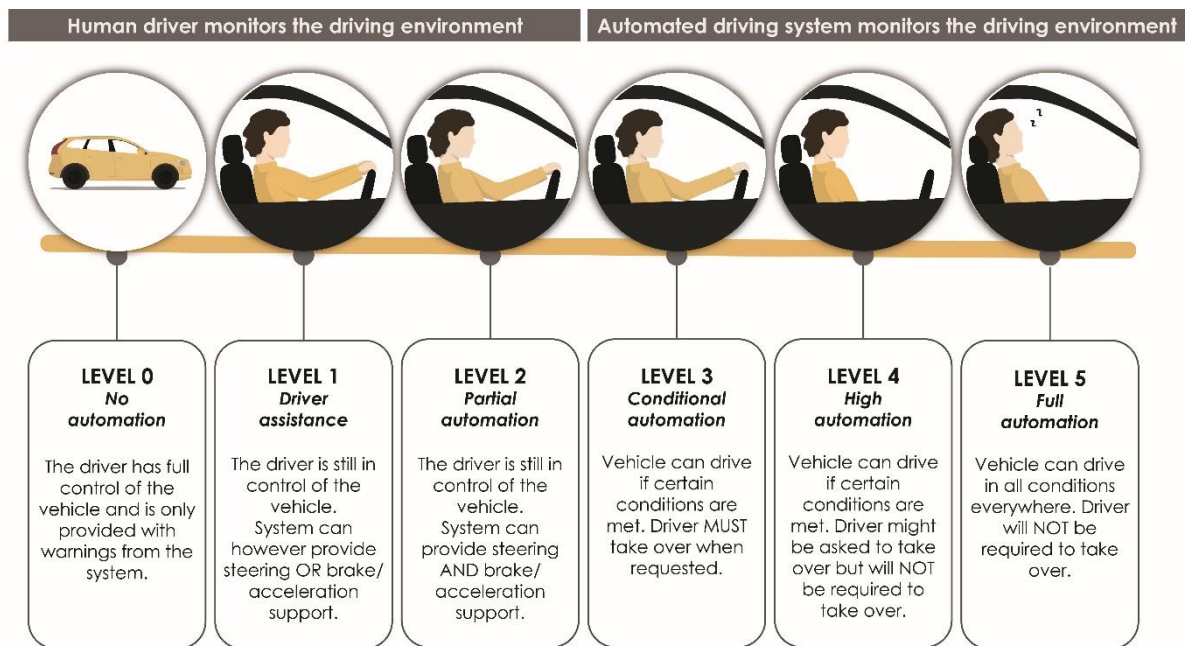 Human driver monitors the driving environment
Automated driving system monitors the driving environment
z z
LEVEL 0
No
automation
The driver has full
control of the
vehicle and is only
provided with
warnings from the
system.
LEVEL 1
Driver
assistance
The driver is still in
control of the
vehicle.
System can
however provide
steering OR brake/
acceleration
support.
LEVEL 2
Partial
automation
The driver is still in
control of the
vehicle.
System can
provide steering
AND brake/
acceleration
support.
LEVEL 3
Conditional
automation
Vehicle can drive
if certain
conditions are
met. Driver MUST
take over when
requested.
LEVEL 4
High
automation
Vehicle can drive
if certain
conditions are
met. Driver might
be asked to take
over but will NOT
be required to
take over.
LEVEL 5
Full
automation
Vehicle can drive
in all conditions
everywhere. Driver
will NOT be
required to take
over.